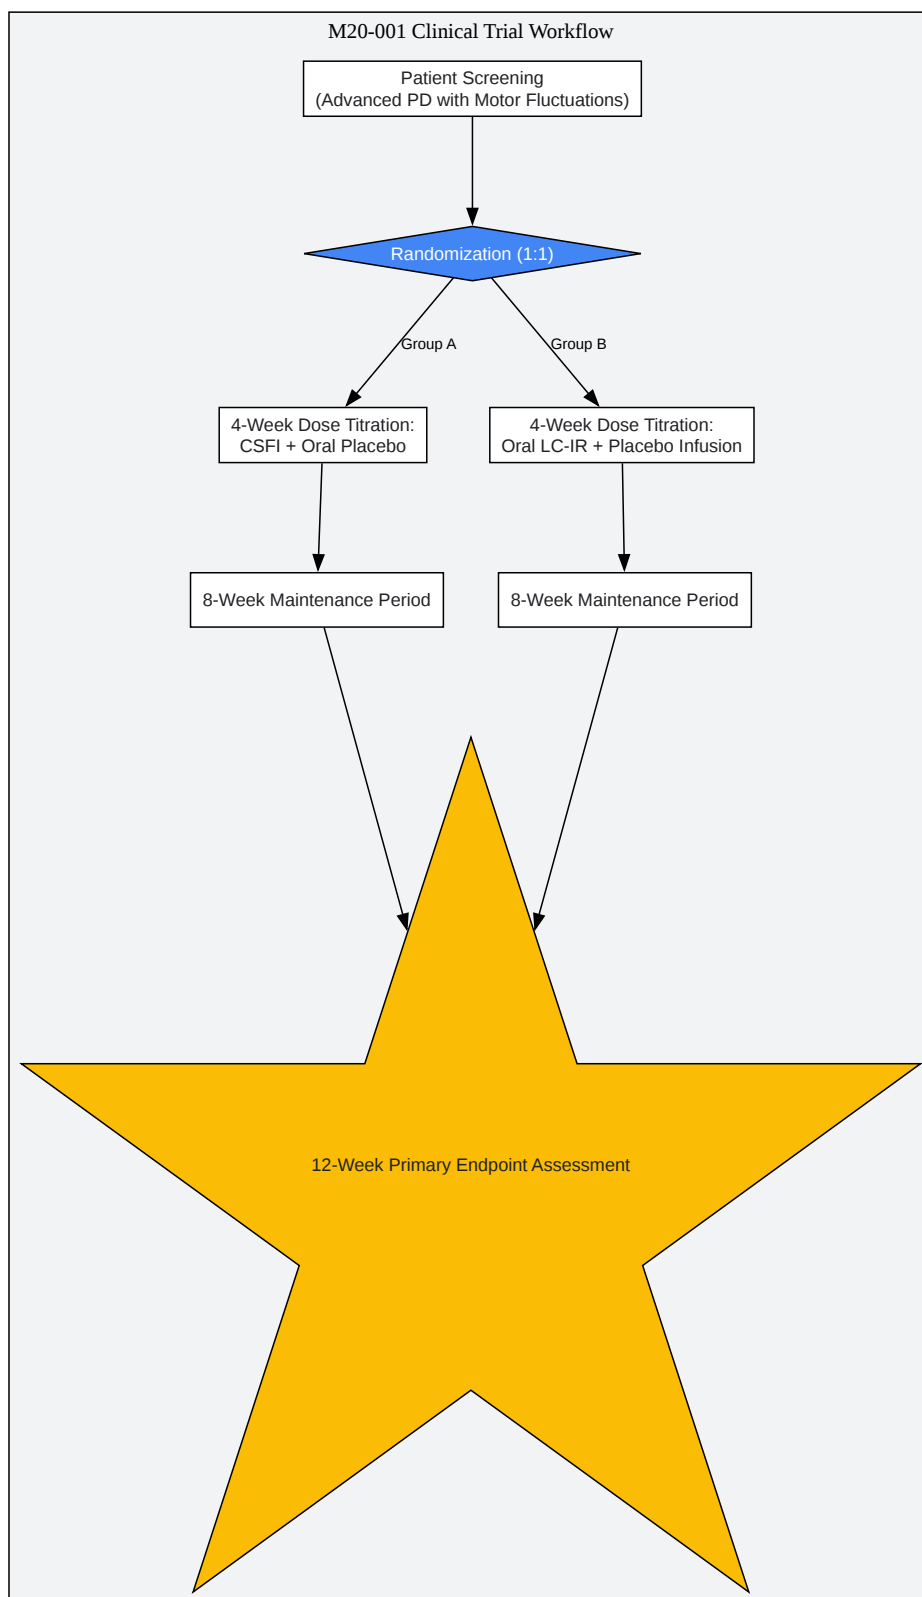 M20-001 Clinical Trial Workflow
Patient Screening
(Advanced PD with Motor Fluctuations)
Randomization (1:1)
Group A
Group B
4-Week Dose Titration:
CSFI + Oral Placebo
4-Week Dose Titration:
Oral LC-IR + Placebo Infusion
8-Week Maintenance Period
8-Week Maintenance Period
12-Week Primary Endpoint Assessment